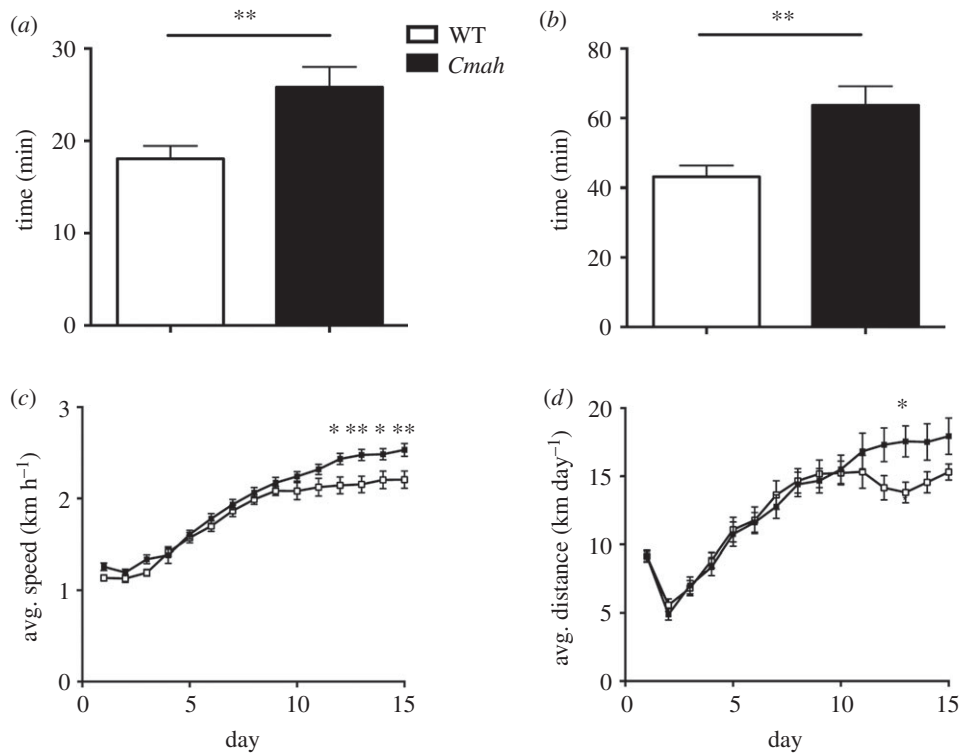 (a)
**
30
20
10
0
time (min)
WT
Cmah
(b)
**
80
60
40
20
0
time (min)
(c)
3
2
1
0
avg. speed (km h⁻¹)
* ** * **
0 5 10 15
day
(d)
20
15
10
5
0
avg. distance (km day⁻¹)
*
0 5 10 15
day